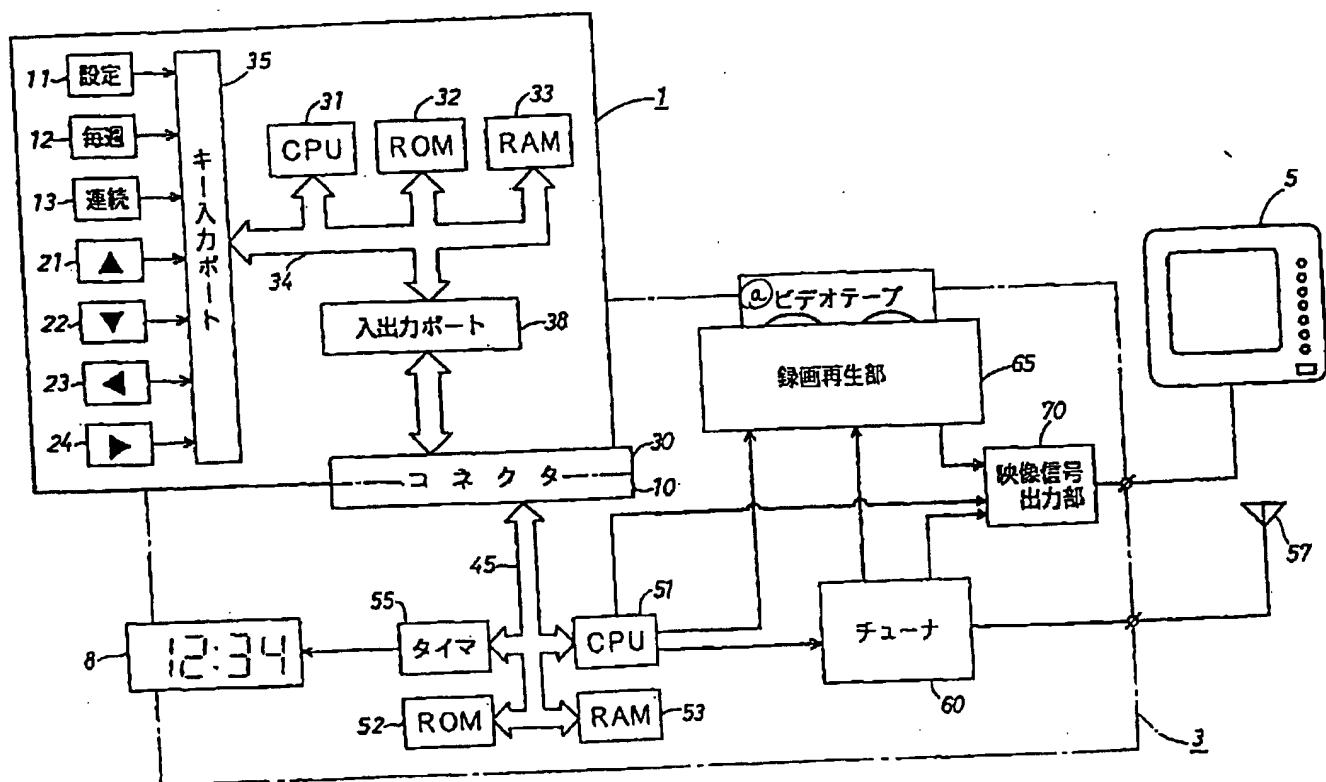 11 設定
35
12 毎週
13 連続
21 ▲
22 ▼
23 ◀
24 ▶
キー入力ポート
31
CPU
32
ROM
33
RAM
1
34
入出力ポート
38
30
コネクタ
10
45
5
ⓐビデオテープ
録画再生部
65
70
映像信号
出力部
57
8
12:34
55
タイマ
51
CPU
チューナ
60
52
ROM
RAM
53
3